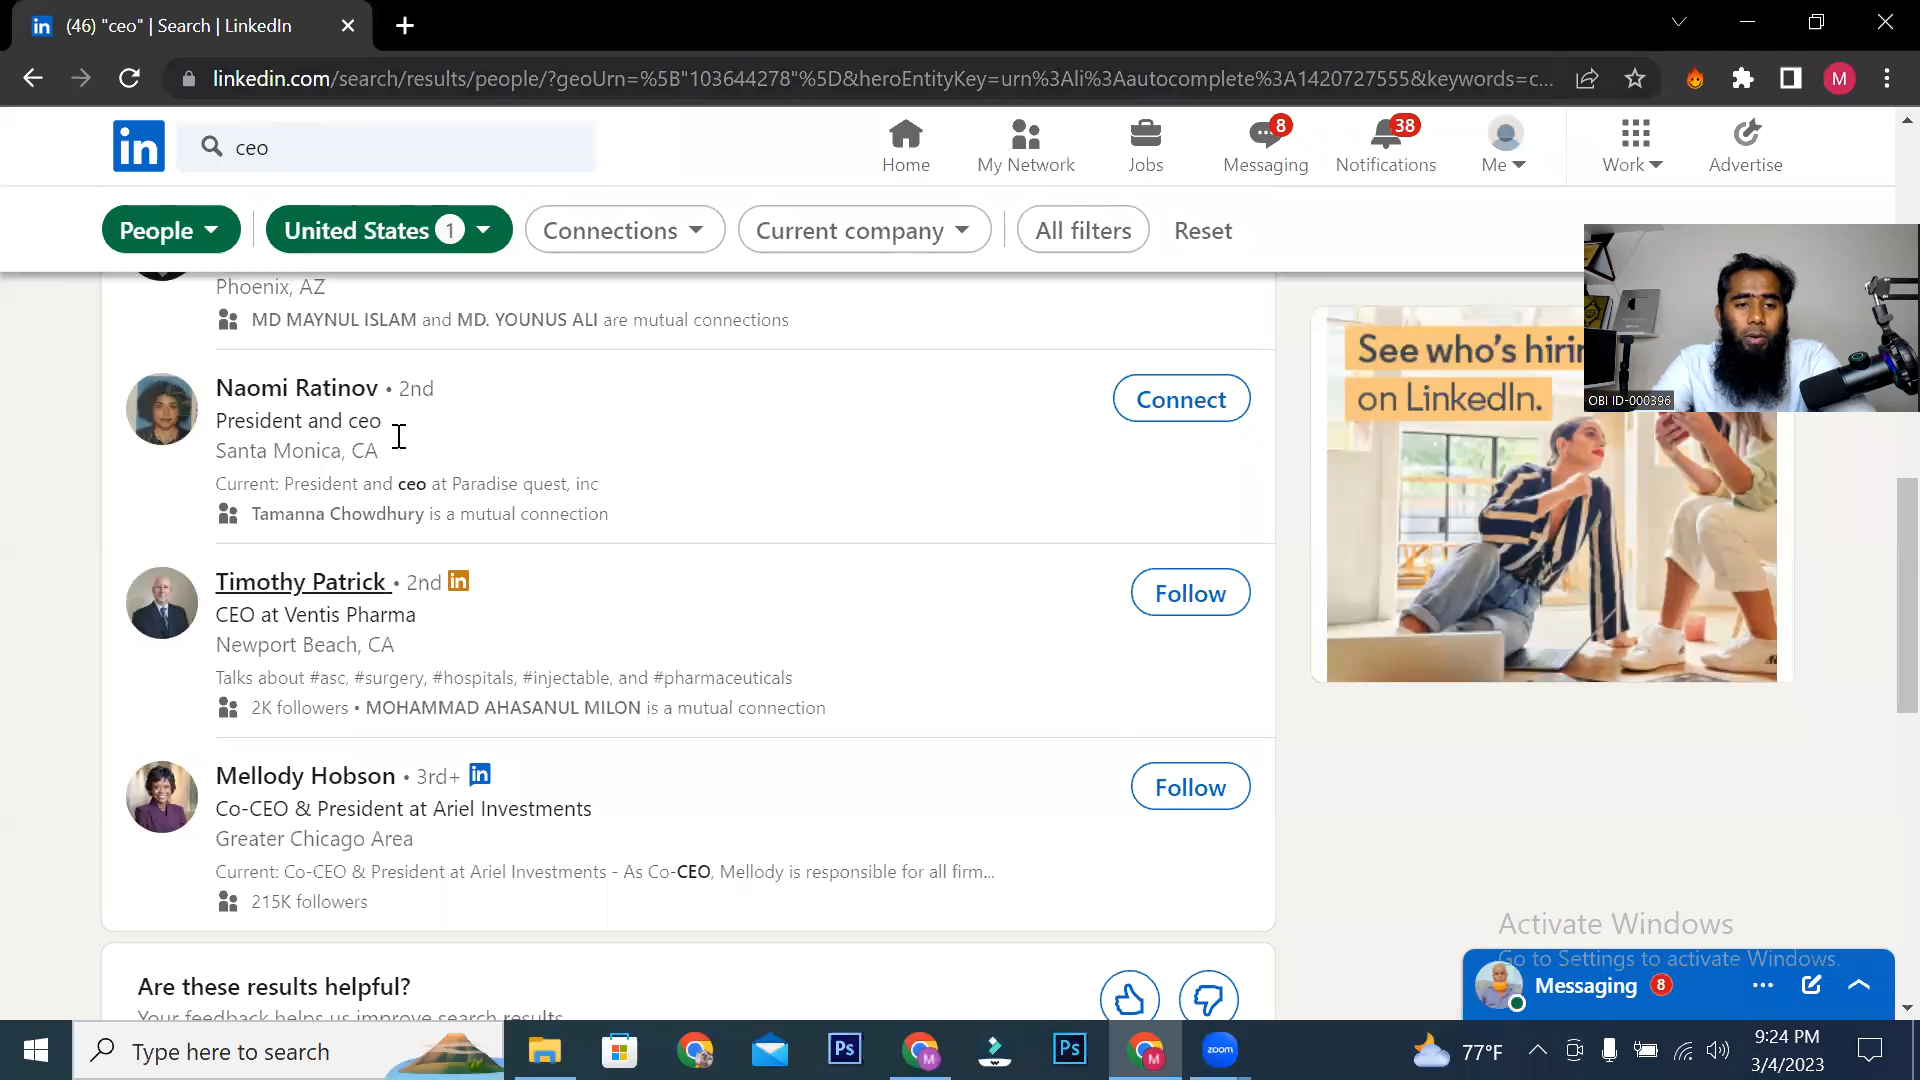 (46) "ceo" | Search | LinkedIn
linkedin.com/search/results/people/?geoUrn=%5B"103644278"%5D&heroEntityKey=urn%3Ali%3Aautocomplete%3A1420727555&keywords=c...
M
in
ceo
Home
My Network
Jobs
8
Messaging
38
Notifications
Me
Work
Advertise
People
United States 1
Connections
Current company
All filters
Reset
Phoenix, AZ
MD MAYNUL ISLAM and MD. YOUNUS ALI are mutual connections
Naomi Ratinov • 2nd
President and ceo
Santa Monica, CA
Current: President and ceo at Paradise quest, inc
Tamanna Chowdhury is a mutual connection
Connect
Timothy Patrick • 2nd in
CEO at Ventis Pharma
Newport Beach, CA
Talks about #asc, #surgery, #hospitals, #injectable, and #pharmaceuticals
2K followers • MOHAMMAD AHASANUL MILON is a mutual connection
Follow
Mellody Hobson • 3rd+ in
Co-CEO & President at Ariel Investments
Greater Chicago Area
Current: Co-CEO & President at Ariel Investments - As Co-CEO, Mellody is responsible for all firm...
215K followers
Follow
Are these results helpful?
Your feedback helps us improve search results
See who's hirin
on LinkedIn.
OBI ID-000396
Activate Windows
Go to Settings to activate Windows.
Messaging 8
Type here to search
Ps
M
Ps
M
zoom
77°F
9:24 PM
3/4/2023